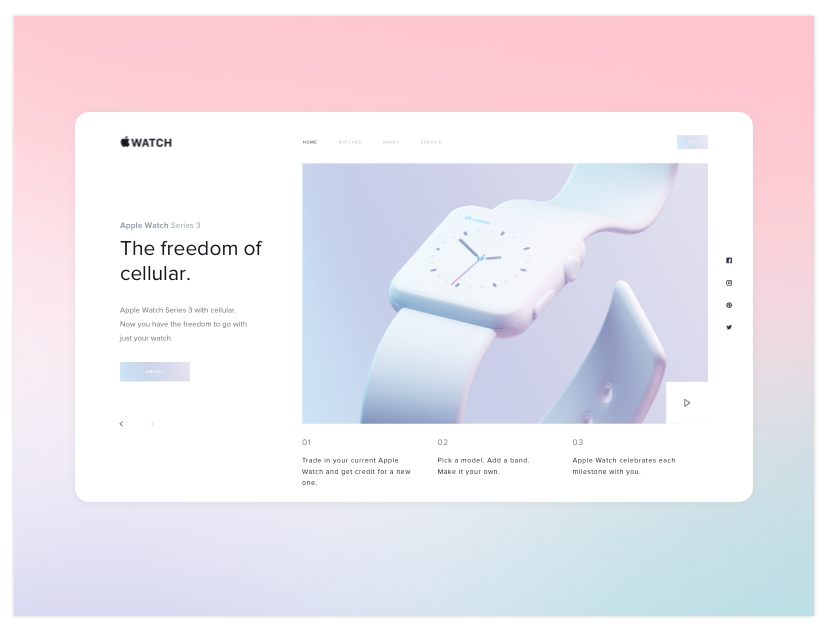 WATCH
HOME WATCHES BANDS SERVICE
Apple Watch Series 3
The freedom of
cellular.
Apple Watch Series 3 with cellular.
Now you have the freedom to go with
just your watch.
ABOUT
01
Trade in your current Apple
Watch and get credit for a new
one.
02
Pick a model. Add a band.
Make it your own.
03
Apple Watch celebrates each
milestone with you.